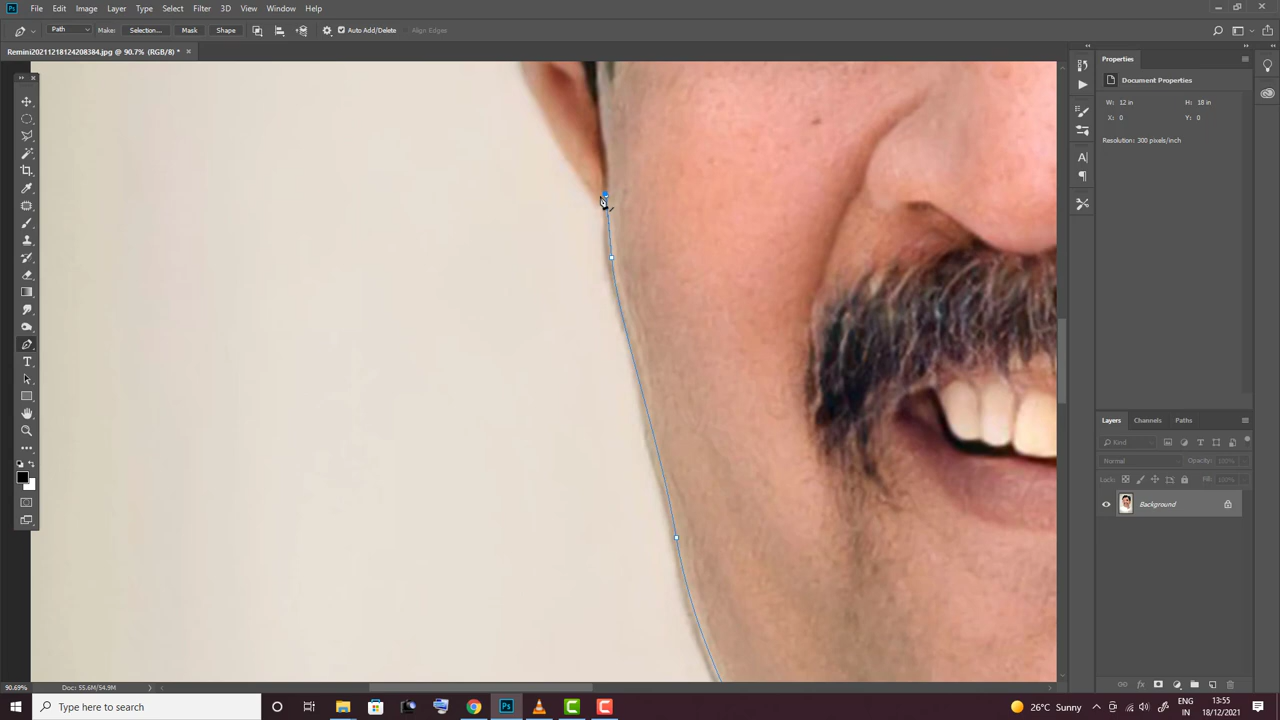 Ps File Edit Image Layer Type Select Filter 3D View Window Help
Path Make: Selection... Mask Shape Auto Add/Delete Align Edges
Remini20211218124208384.jpg @ 90.7% (RGB/8) *
Properties
Document Properties
W: 12 in H: 18 in
X: 0 Y: 0
Resolution: 300 pixels/inch
Layers Channels Paths
Kind
Normal Opacity: 100%
Lock: Fill: 100%
Background
90.69% Doc: 55.6M/54.9M
Type here to search
Ps
26°C Sunny
ENG
IN
13:55
18/12/2021